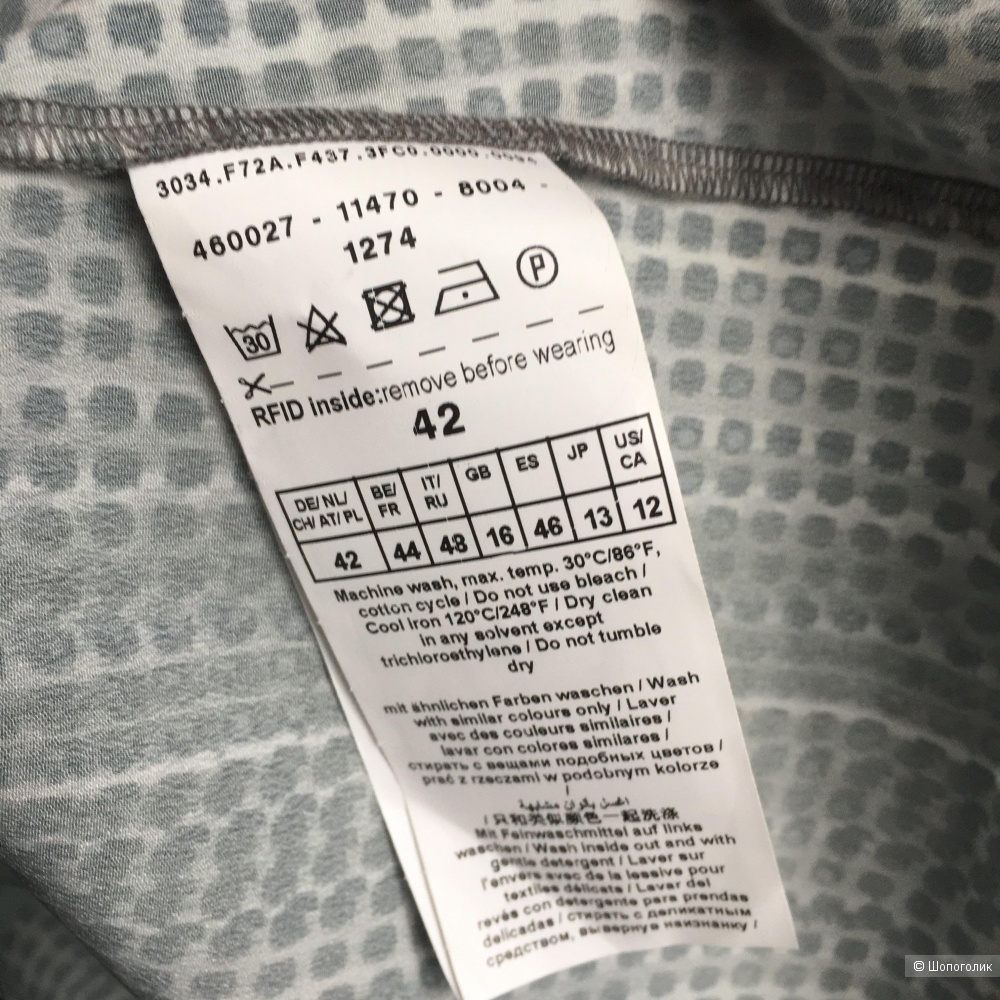 3034.F72A.F437.3FC0.0000.0094
460027 - 11470 - 8004 -
1274
30 P
RFID inside:remove before wearing
42
DE/NL/CH/AT/PL BE/FR IT/RU GB ES JP US/CA
42 44 48 16 46 13 12
Machine wash, max. temp. 30°C/86°F,
cotton cycle / Do not use bleach /
Cool iron 120°C/248°F / Dry clean
in any solvent except
trichloroethylene / Do not tumble
dry
mit ähnlichen Farben waschen / Wash
with similar colours only / Laver
avec des couleurs similaires /
lavar con colores similares /
стирать с вещами подобных цветов /
prać z rzeczami w podobnym kolorze
/
بألوان مشابهة
/ 只和类似颜色一起洗涤
Mit Feinwaschmittel auf links
waschen / Wash inside out and with
gentle detergent / Laver sur
l'envers avec de la lessive pour
textiles délicats / Lavar del
revés con detergente para prendas
delicadas / стирать с деликатным
средством, вывернув наизнанку /
© Шопоголик